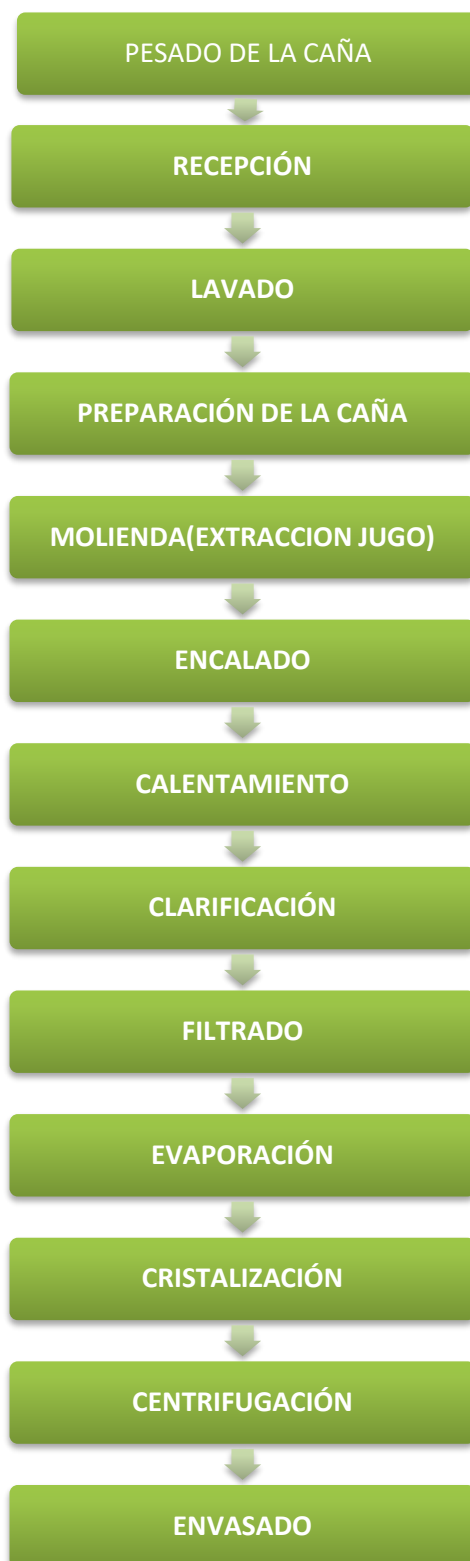 PESADO DE LA CAÑA
RECEPCIÓN
LAVADO
PREPARACIÓN DE LA CAÑA
MOLIENDA(EXTRACCION JUGO)
ENCALADO
CALENTAMIENTO
CLARIFICACIÓN
FILTRADO
EVAPORACIÓN
CRISTALIZACIÓN
CENTRIFUGACIÓN
ENVASADO